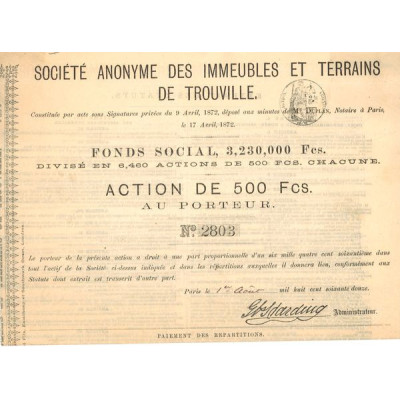 SOCIÉTÉ ANONYME DES IMMEUBLES ET TERRAINS
DE TROUVILLE.
Constituée par acte sous Signatures privées du 9 Avril, 1872, déposé aux minutes de Mᵉ. DUPLAN, Notaire à Paris,
le 17 Avril, 1872.
FONDS SOCIAL, 3,230,000 Fcs.
DIVISÉ EN 6,460 ACTIONS DE 500 FCS. CHACUNE.
ACTION DE 500 Fcs.
AU PORTEUR.
No. 2803
Le porteur de la présente action a droit à une part proportionnelle d'un six mille quatre cent soixantième dans
tout l'actif de la Société ci-dessus indiquée et dans les répartitions auxquelles il donnera lieu, conformément aux
Statuts dont extrait est transcrit d'autre part.
Paris le 1er Août mil huit cent soixante douze.
Harding
Administrateur.
PAIEMENT DES REPARTITIONS.